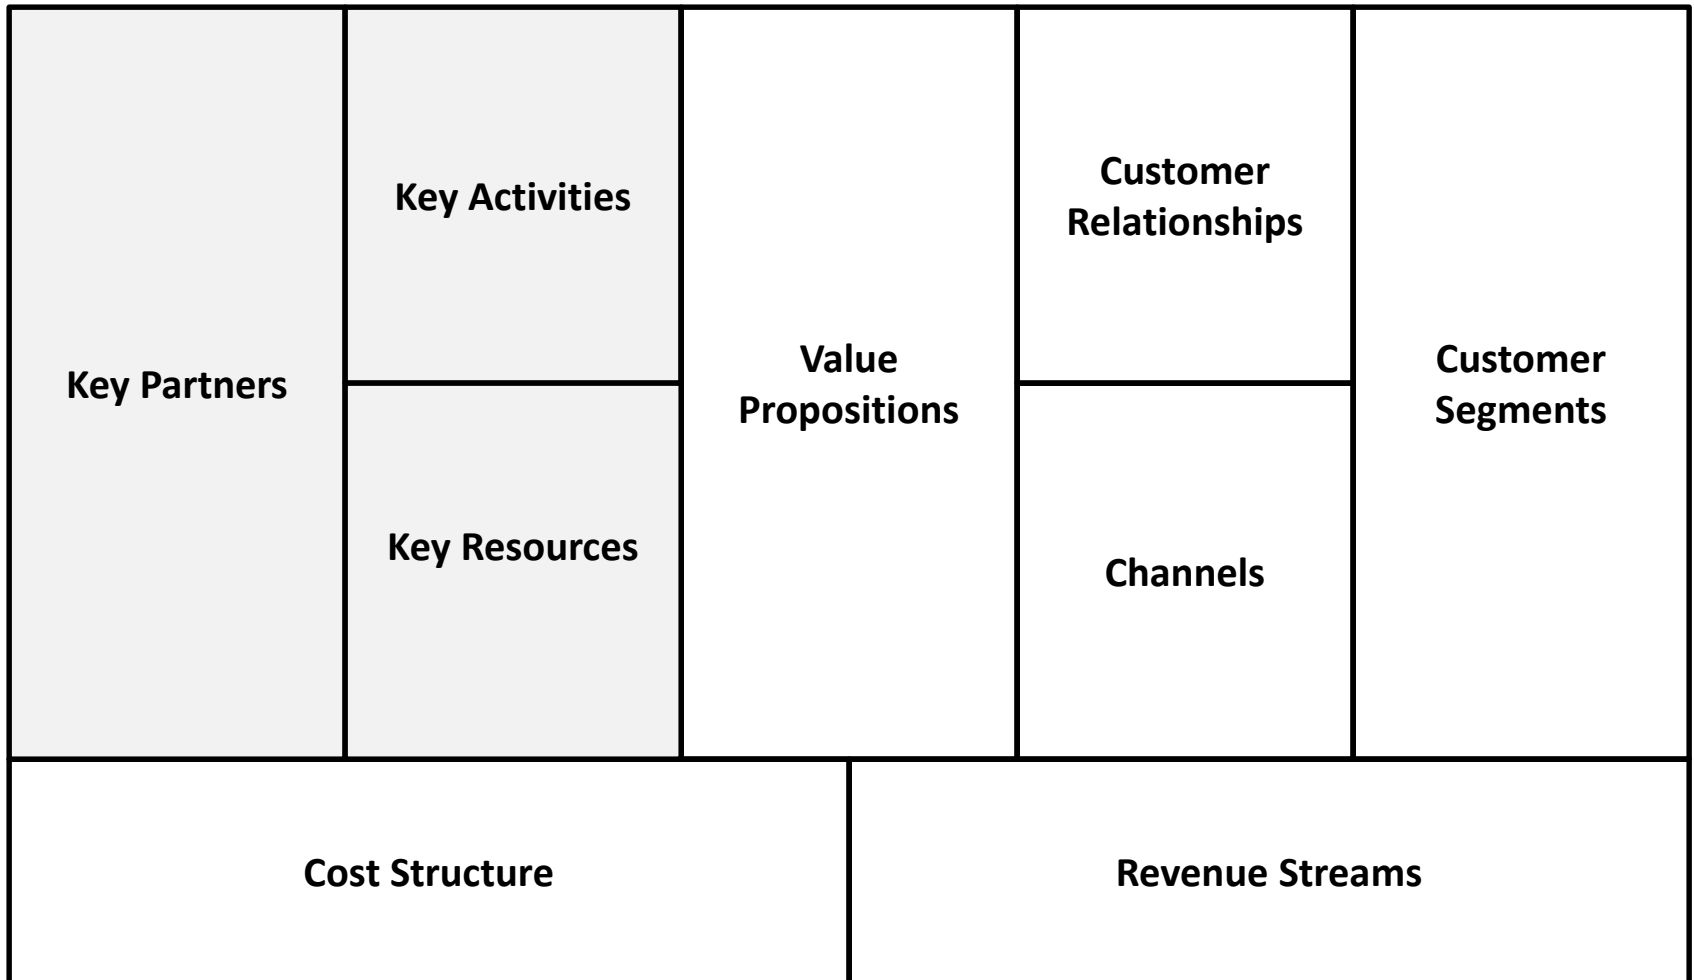 Key Partners
Key Activities
Key Resources
Value
Propositions
Customer
Relationships
Channels
Customer
Segments
Cost Structure
Revenue Streams